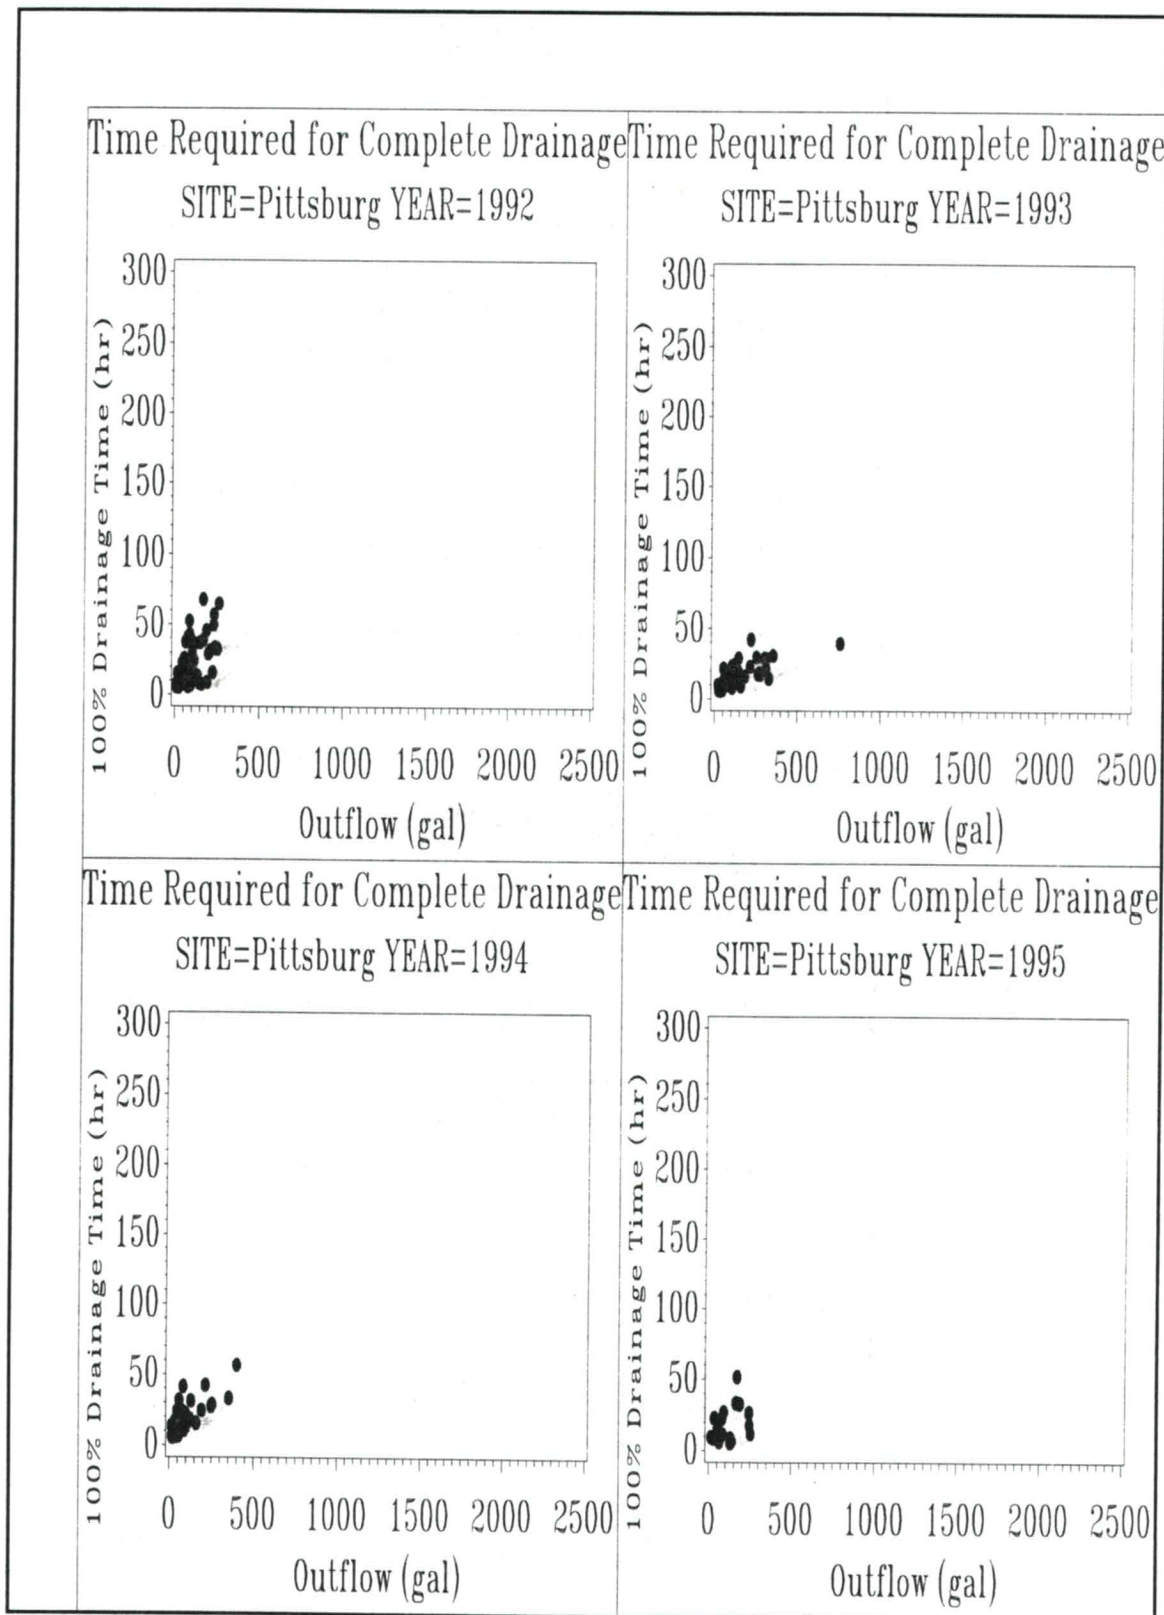 Time Required for Complete Drainage
SITE=Pittsburg YEAR=1992
300
250
200
150
100
50
0
100% Drainage Time (hr)
0 500 1000 1500 2000 2500
Outflow (gal)
Time Required for Complete Drainage
SITE=Pittsburg YEAR=1993
300
250
200
150
100
50
0
100% Drainage Time (hr)
0 500 1000 1500 2000 2500
Outflow (gal)
Time Required for Complete Drainage
SITE=Pittsburg YEAR=1994
300
250
200
150
100
50
0
100% Drainage Time (hr)
0 500 1000 1500 2000 2500
Outflow (gal)
Time Required for Complete Drainage
SITE=Pittsburg YEAR=1995
300
250
200
150
100
50
0
100% Drainage Time (hr)
0 500 1000 1500 2000 2500
Outflow (gal)